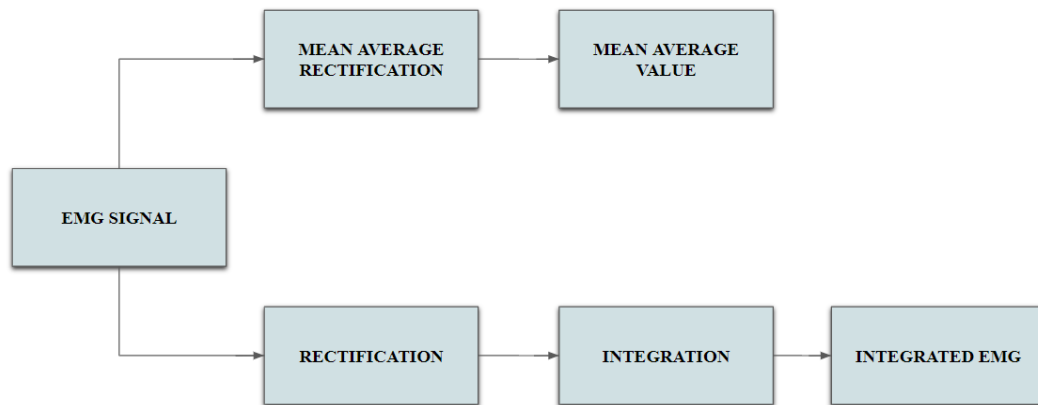 MEAN AVERAGE
RECTIFICATION
MEAN AVERAGE
VALUE
EMG SIGNAL
RECTIFICATION
INTEGRATION
INTEGRATED EMG